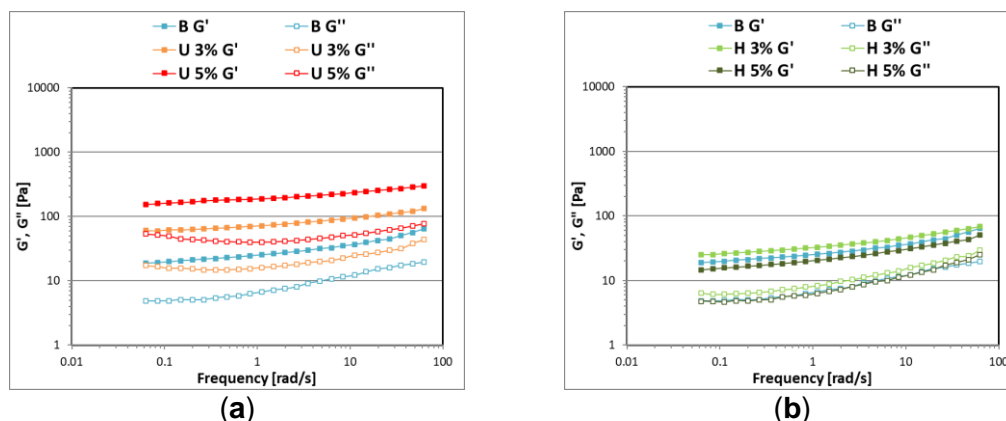 B G' B G''
U 3% G' U 3% G''
U 5% G' U 5% G''
10000
1000
100
10
1
G', G'' [Pa]
0.01 0.1 1 10 100
Frequency [rad/s]
(a)
B G' B G''
H 3% G' H 3% G''
H 5% G' H 5% G''
10000
1000
100
10
1
G', G'' [Pa]
0.01 0.1 1 10 100
Frequency [rad/s]
(b)